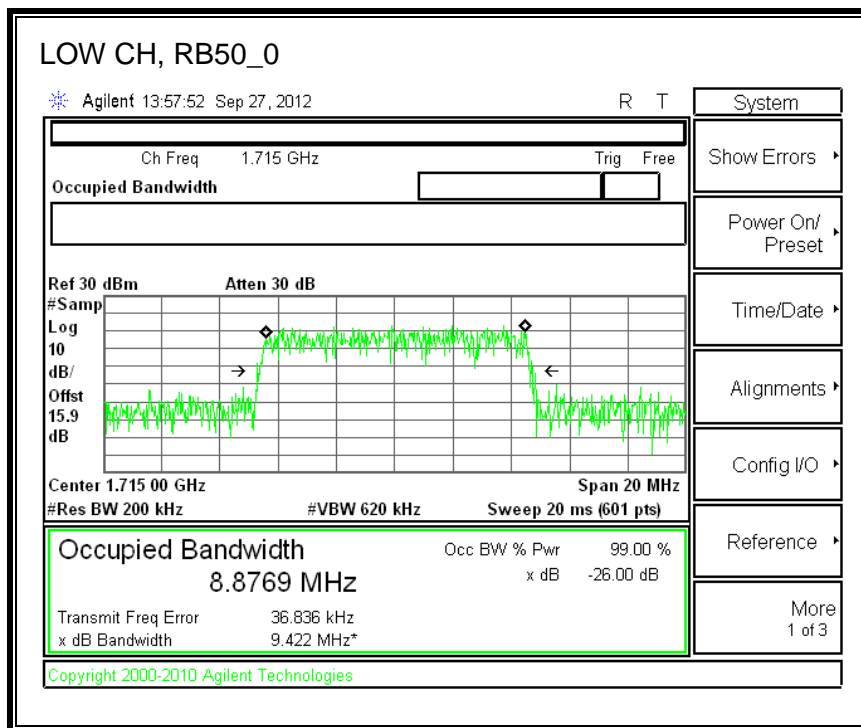 LOW CH, RB50_0
Agilent 13:57:52 Sep 27, 2012 R T
Ch Freq 1.715 GHz Trig Free
Occupied Bandwidth
Ref 30 dBm Atten 30 dB
#Samp
Log
10
dB/
Offst
15.9
dB
Center 1.715 00 GHz Span 20 MHz
#Res BW 200 kHz #VBW 620 kHz Sweep 20 ms (601 pts)
Occupied Bandwidth
8.8769 MHz
Occ BW % Pwr 99.00 %
x dB -26.00 dB
Transmit Freq Error 36.836 kHz
x dB Bandwidth 9.422 MHz*
Copyright 2000-2010 Agilent Technologies
System
Show Errors
Power On/
Preset
Time/Date
Alignments
Config I/O
Reference
More
1 of 3